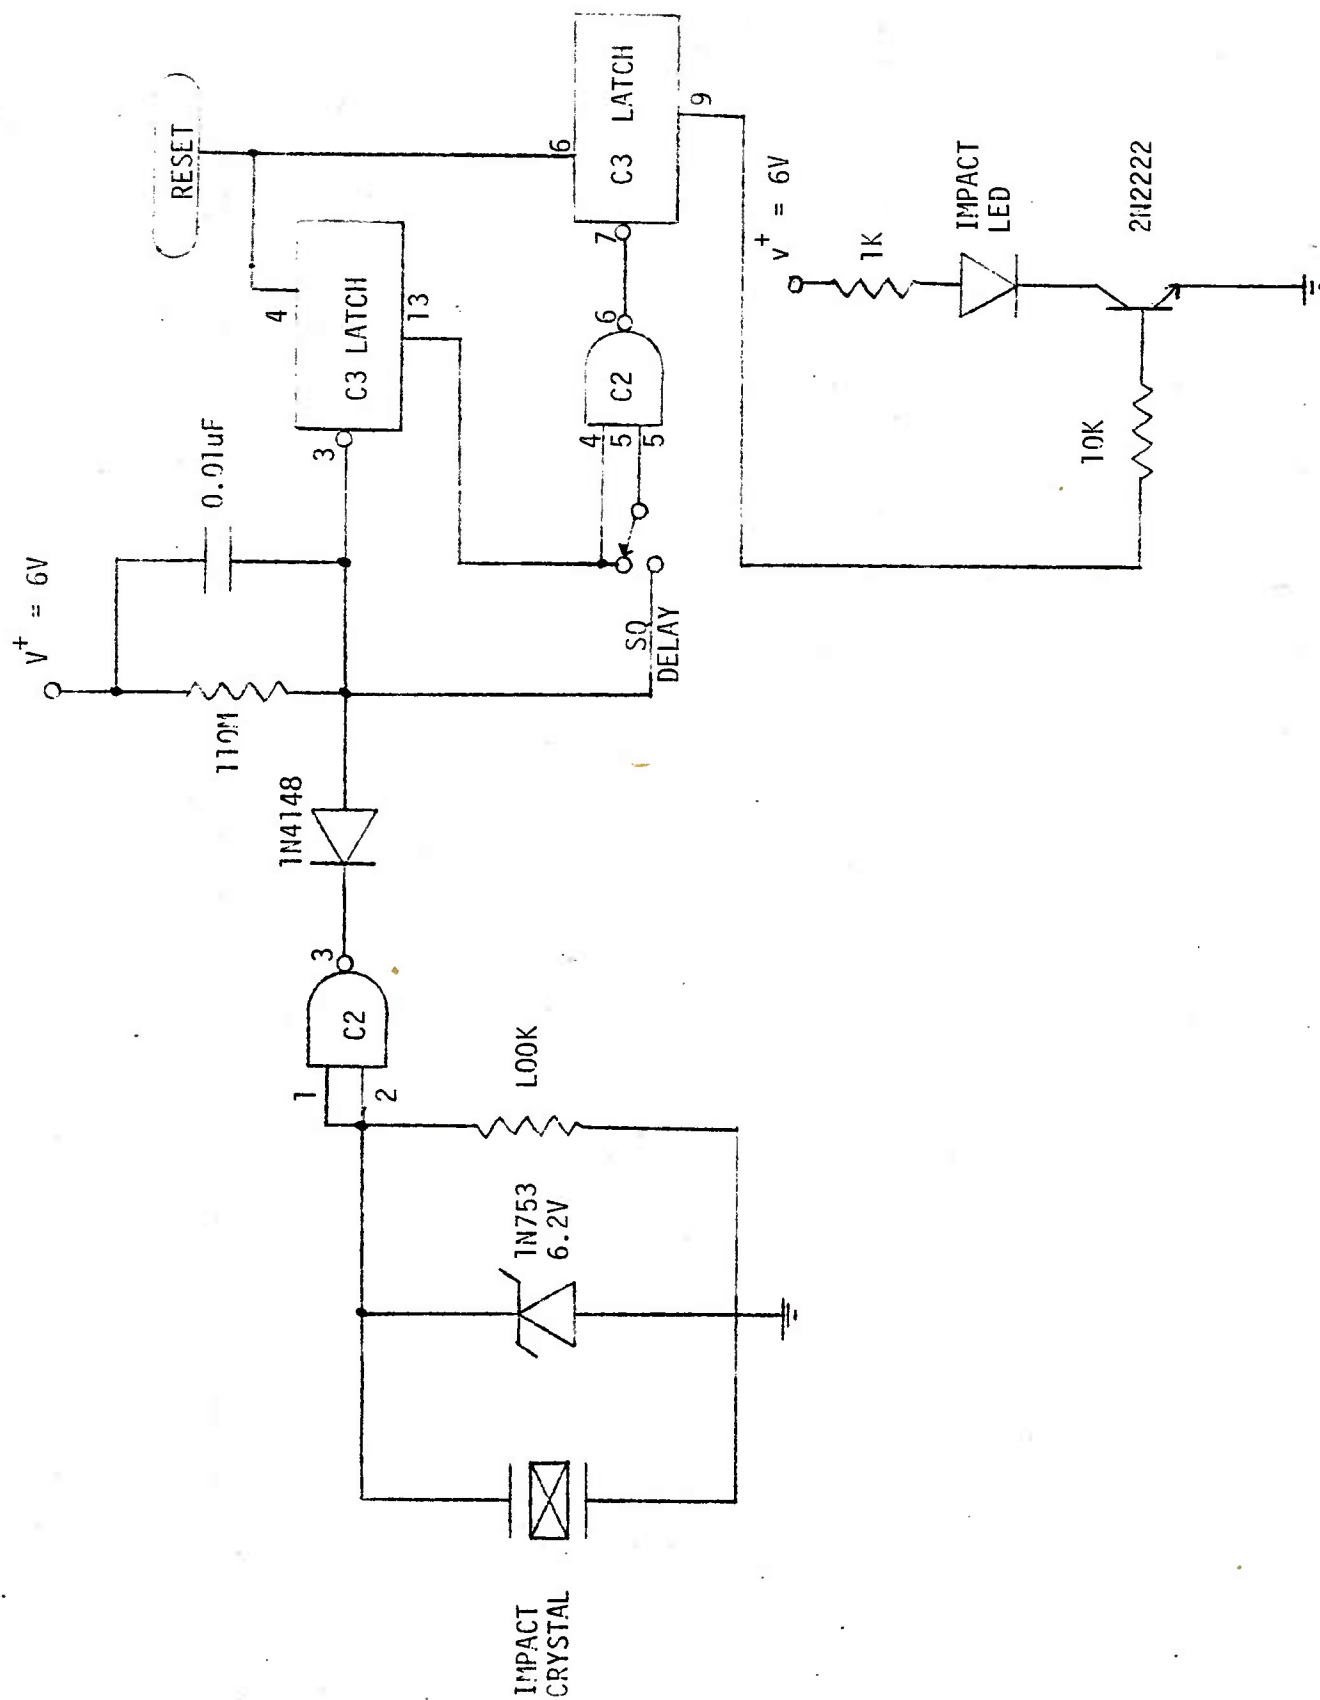 IMPACT
CRYSTAL
1N753
6.2V
L00K
1
2
C2
3
1N4148
V+ = 6V
110M
0.01uF
3
C3 LATCH
4
13
RESET
SQ
DELAY
4
5
5
C2
6
7
6
C3 LATCH
9
V+ = 6V
1K
IMPACT
LED
10K
2N2222